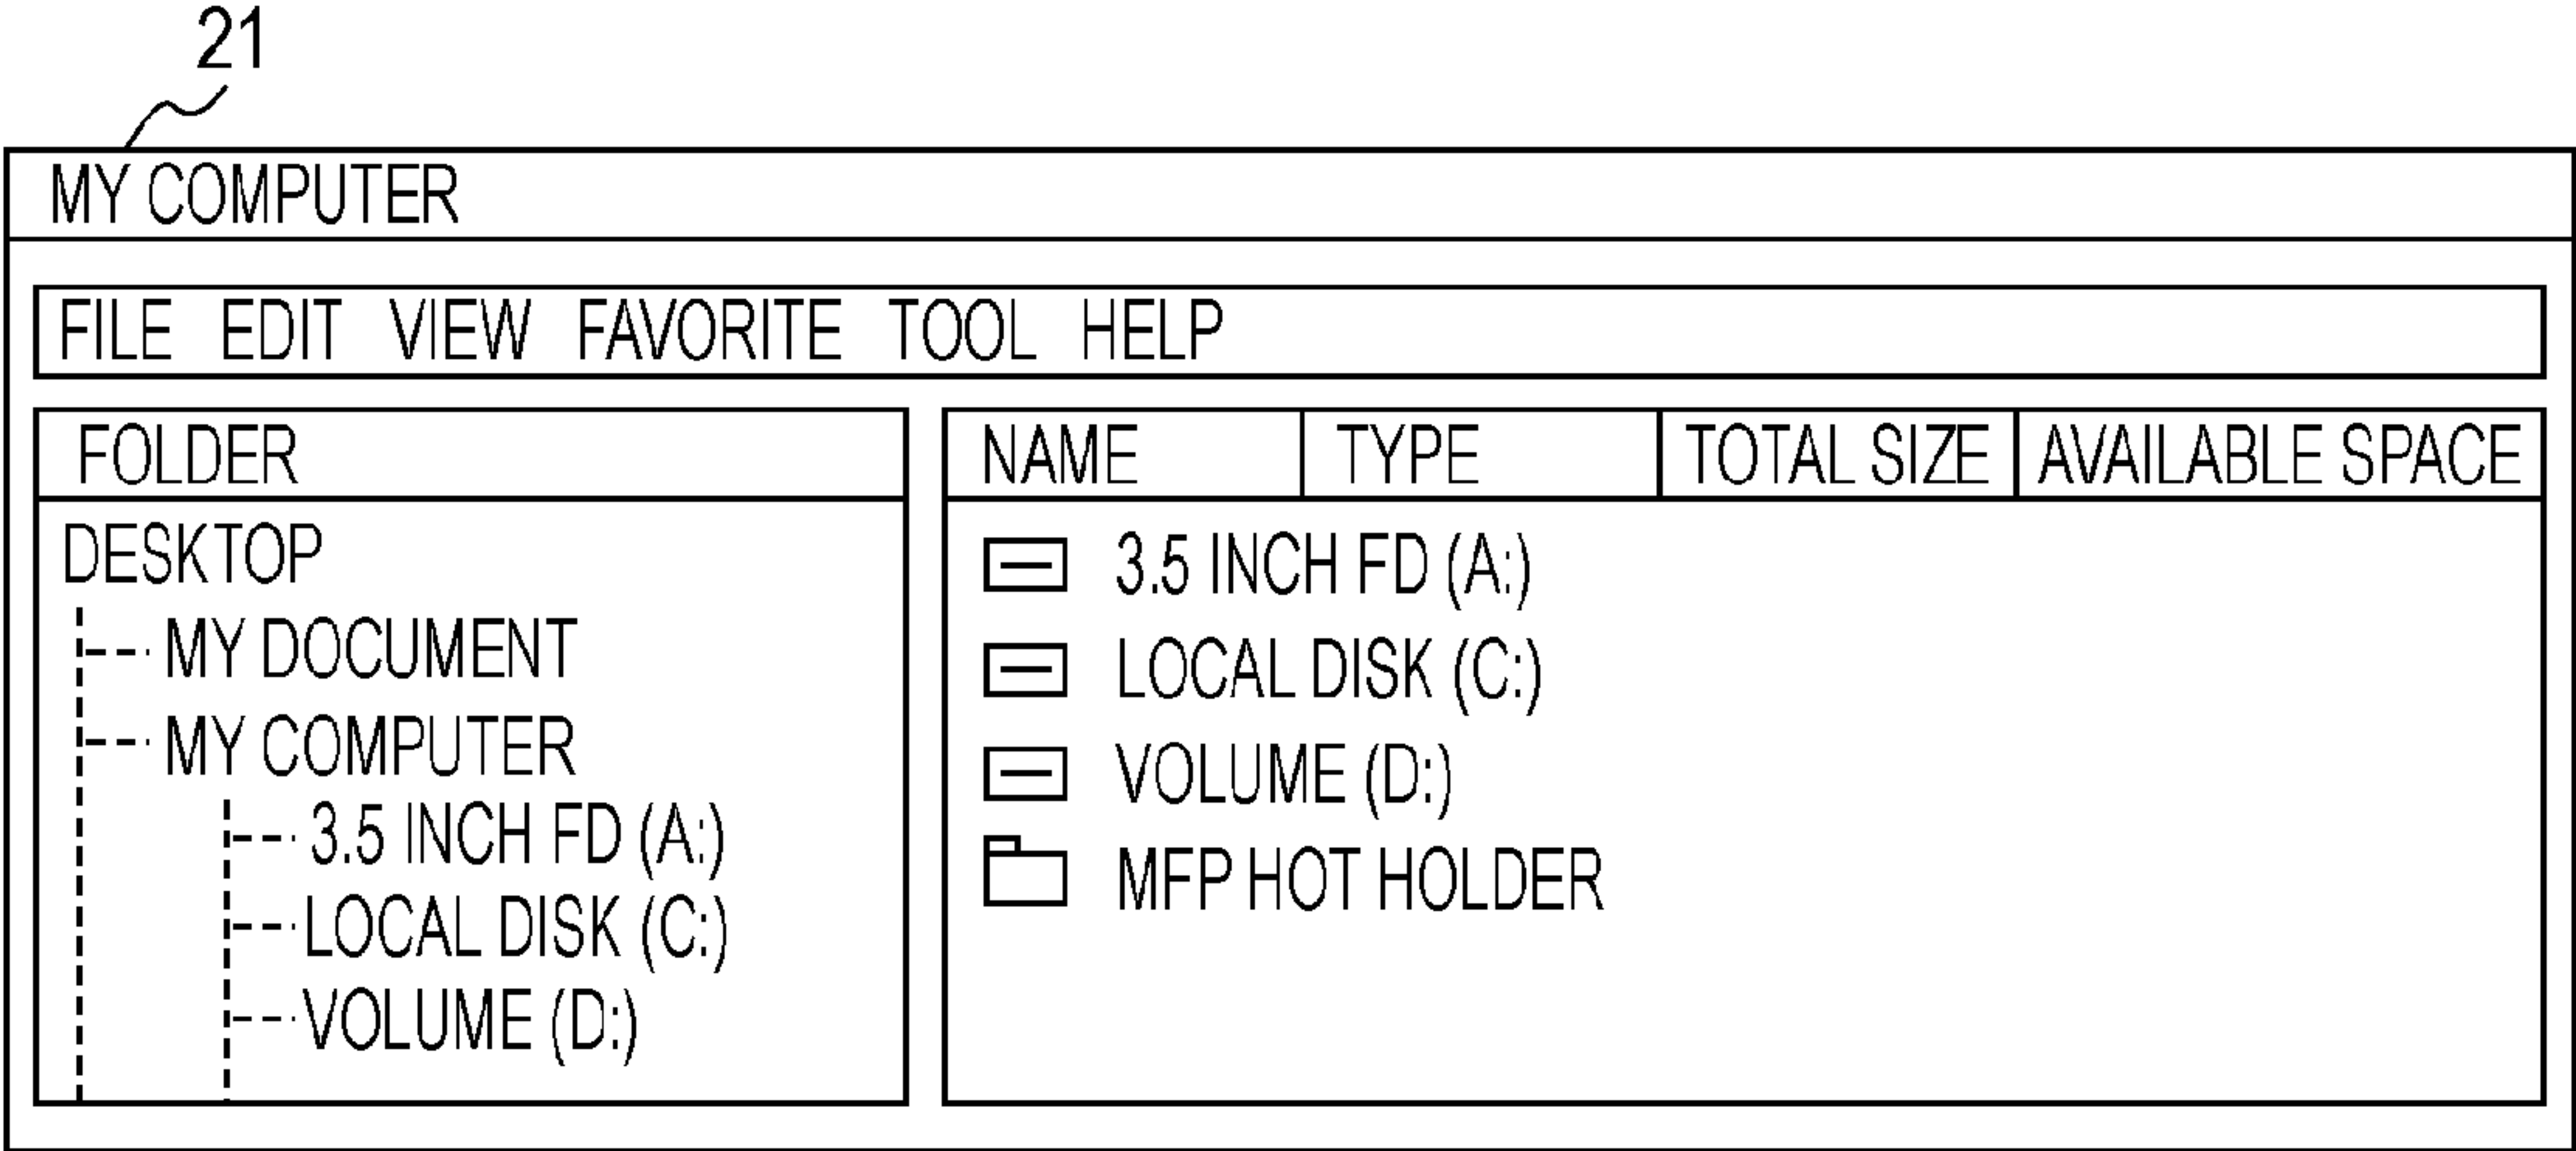 21
MY COMPUTER
FILE EDIT VIEW FAVORITE TOOL HELP
FOLDER
DESKTOP
MY DOCUMENT
MY COMPUTER
3.5 INCH FD (A:)
LOCAL DISK (C:)
VOLUME (D:)
NAME TYPE TOTAL SIZE AVAILABLE SPACE
3.5 INCH FD (A:)
LOCAL DISK (C:)
VOLUME (D:)
MFP HOT HOLDER